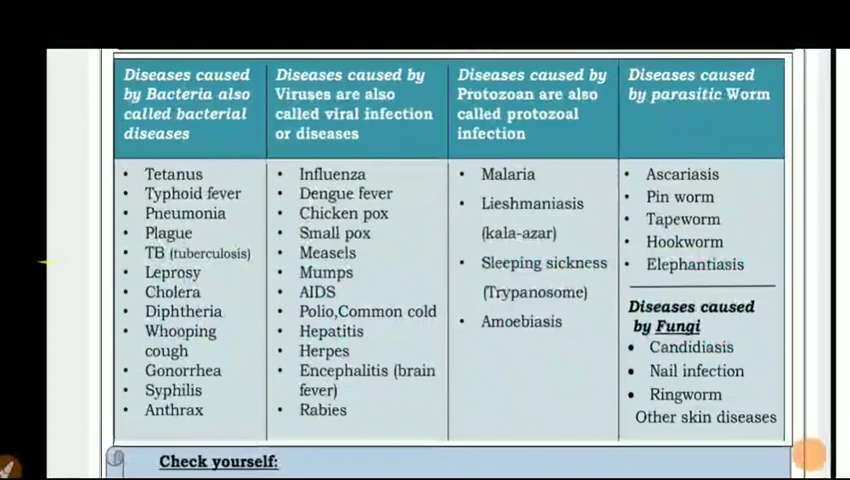 Diseases caused
by Bacteria also
called bacterial
diseases
Tetanus
Typhoid fever
Pneumonia
Plague
TB (tuberculosis)
Leprosy
Cholera
Diphtheria
Whooping
cough
Gonorrhea
Syphilis
Anthrax
Diseases caused by
Viruses are also
called viral infection
or diseases
Influenza
Dengue fever
Chicken pox
Small pox
Measels
Mumps
AIDS
Polio,Common cold
Hepatitis
Herpes
Encephalitis (brain
fever)
Rabies
Diseases caused by
Protozoan are also
called protozoal
infection
Malaria
Lieshmaniasis
(kala-azar)
Sleeping sickness
(Trypanosome)
Amoebiasis
Diseases caused
by parasitic Worm
Ascariasis
Pin worm
Tapeworm
Hookworm
Elephantiasis
Diseases caused
by Fungi
Candidiasis
Nail infection
Ringworm
Other skin diseases
Check yourself: